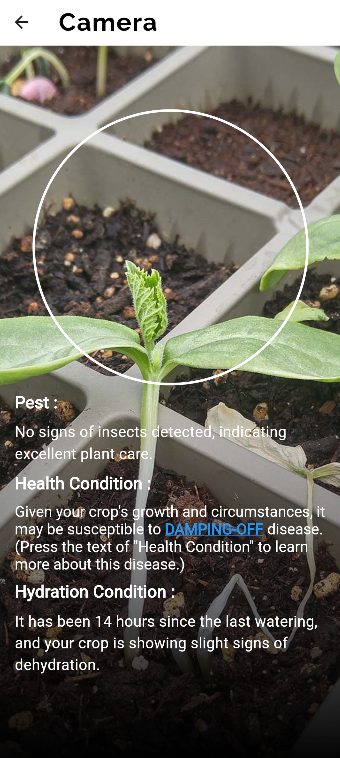 Camera
Pest :
No signs of insects detected, indicating
excellent plant care.
Health Condition :
Given your crop's growth and circumstances, it
may be susceptible to DAMPING-OFF disease.
(Press the text of "Health Condition" to learn
more about this disease.)
Hydration Condition :
It has been 14 hours since the last watering,
and your crop is showing slight signs of
dehydration.